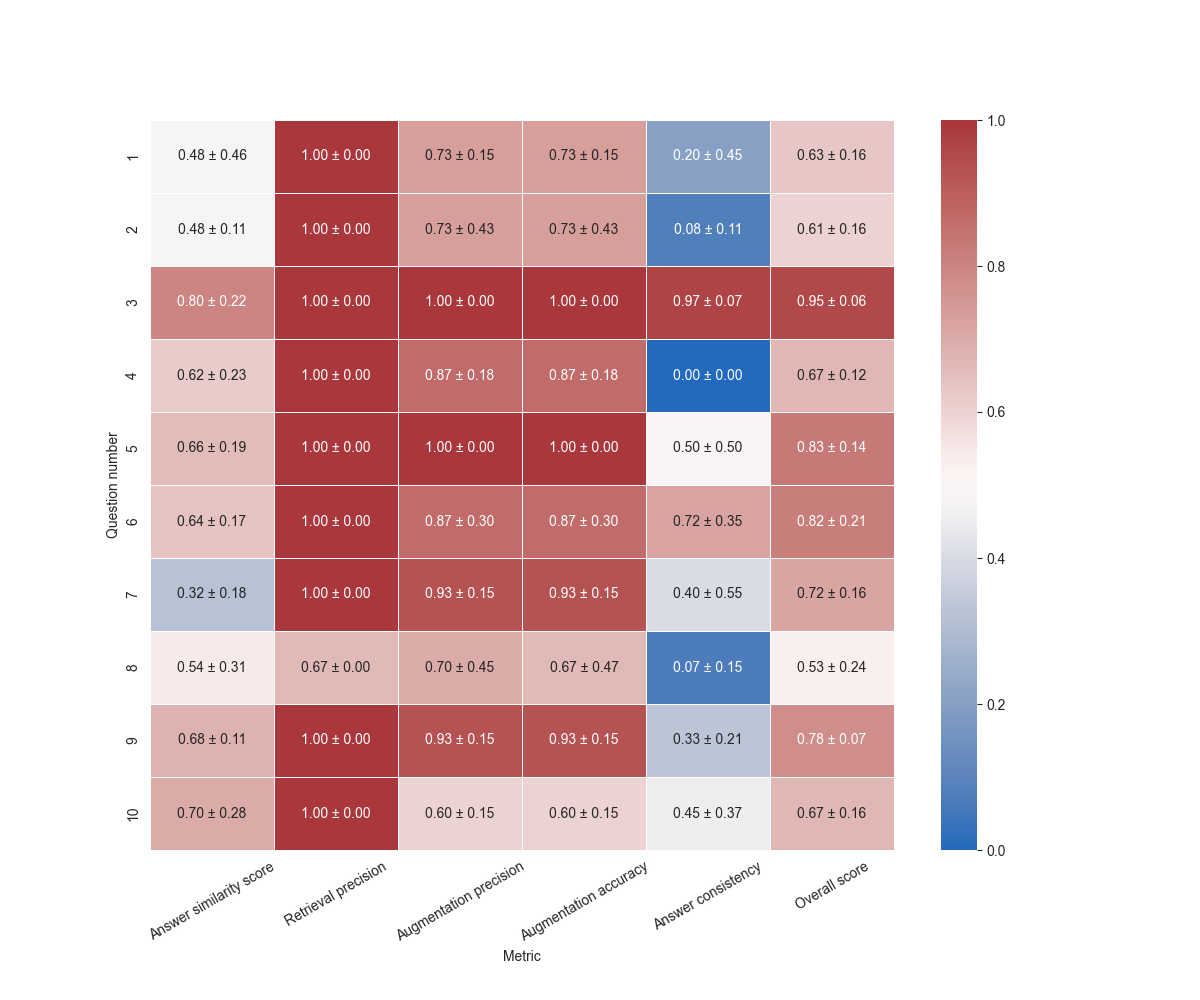 1 0.48 ± 0.46 1.00 ± 0.00 0.73 ± 0.15 0.73 ± 0.15 0.20 ± 0.45 0.63 ± 0.16
2 0.48 ± 0.11 1.00 ± 0.00 0.73 ± 0.43 0.73 ± 0.43 0.08 ± 0.11 0.61 ± 0.16
3 0.80 ± 0.22 1.00 ± 0.00 1.00 ± 0.00 1.00 ± 0.00 0.97 ± 0.07 0.95 ± 0.06
4 0.62 ± 0.23 1.00 ± 0.00 0.87 ± 0.18 0.87 ± 0.18 0.00 ± 0.00 0.67 ± 0.12
5 0.66 ± 0.19 1.00 ± 0.00 1.00 ± 0.00 1.00 ± 0.00 0.50 ± 0.50 0.83 ± 0.14
6 0.64 ± 0.17 1.00 ± 0.00 0.87 ± 0.30 0.87 ± 0.30 0.72 ± 0.35 0.82 ± 0.21
7 0.32 ± 0.18 1.00 ± 0.00 0.93 ± 0.15 0.93 ± 0.15 0.40 ± 0.55 0.72 ± 0.16
8 0.54 ± 0.31 0.67 ± 0.00 0.70 ± 0.45 0.67 ± 0.47 0.07 ± 0.15 0.53 ± 0.24
9 0.68 ± 0.11 1.00 ± 0.00 0.93 ± 0.15 0.93 ± 0.15 0.33 ± 0.21 0.78 ± 0.07
10 0.70 ± 0.28 1.00 ± 0.00 0.60 ± 0.15 0.60 ± 0.15 0.45 ± 0.37 0.67 ± 0.16
Question number
Answer similarity score
Retrieval precision
Augmentation precision
Augmentation accuracy
Answer consistency
Overall score
Metric
1.0
0.8
0.6
0.4
0.2
0.0